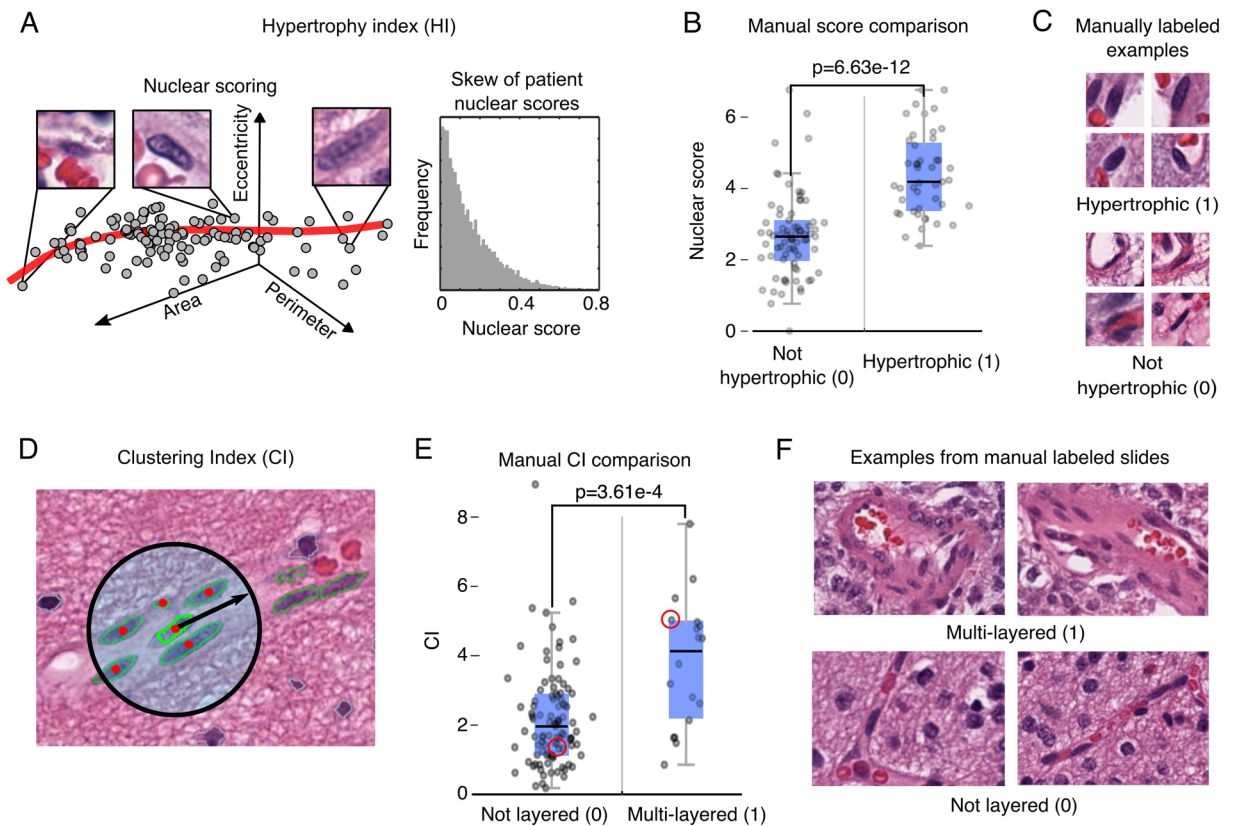 A
Hypertrophy index (HI)
Nuclear scoring
Eccentricity
Area
Perimeter
Skew of patient
nuclear scores
Frequency
0
0.4
0.8
Nuclear score
B
Manual score comparison
p=6.63e-12
Nuclear score
6
4
2
0
Not
hypertrophic (0)
Hypertrophic (1)
C
Manually labeled
examples
Hypertrophic (1)
Not
hypertrophic (0)
D
Clustering Index (CI)
E
Manual CI comparison
p=3.61e-4
CI
8
6
4
2
0
Not layered (0)
Multi-layered (1)
F
Examples from manual labeled slides
Multi-layered (1)
Not layered (0)